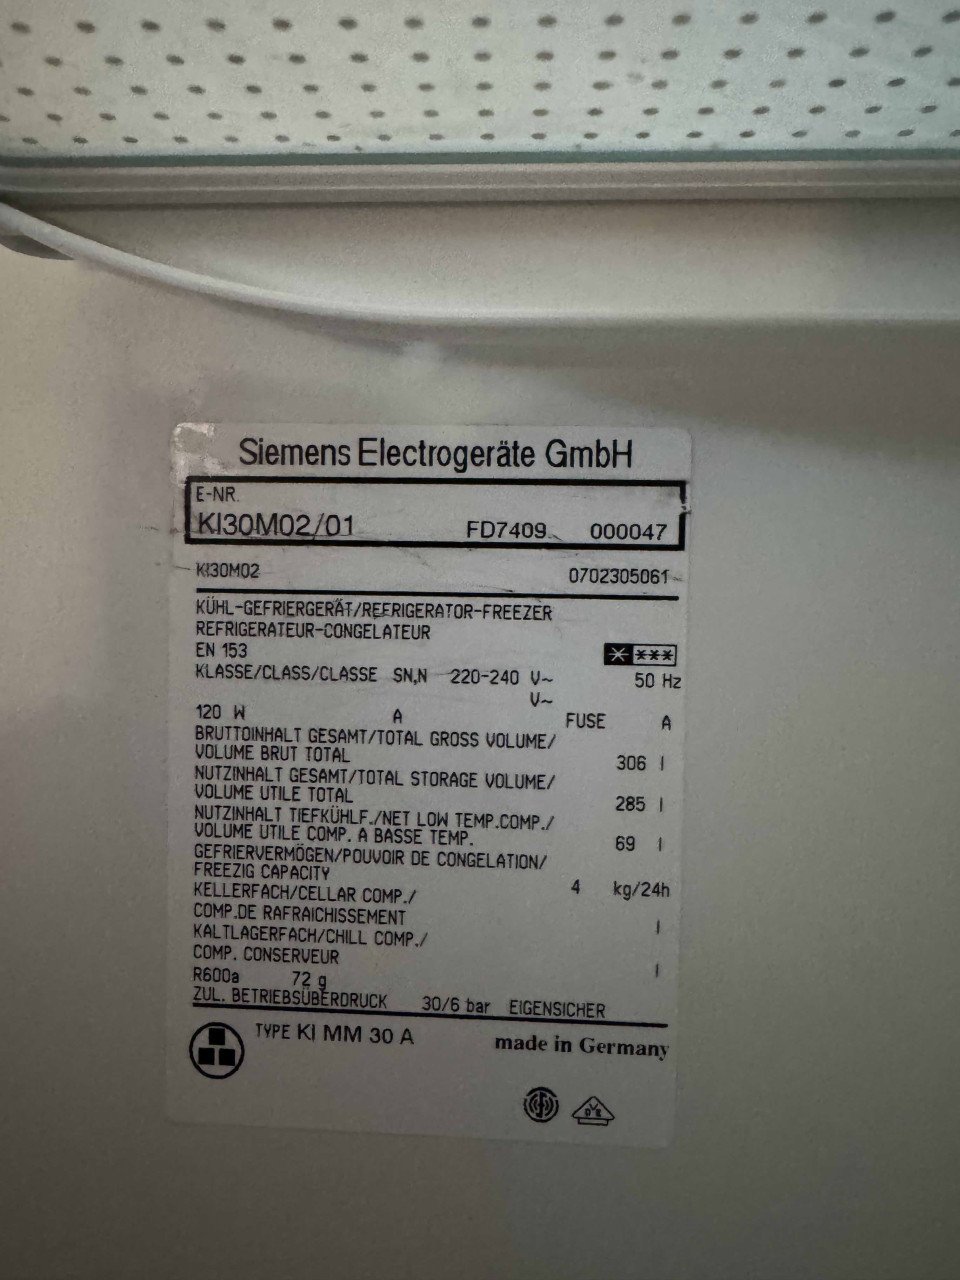 Siemens Electrogeräte GmbH
E-NR.
KI30M02/01 FD7409 000047
KI30M02 0702305061
KÜHL-GEFRIERGERÄT/REFRIGERATOR-FREEZER
REFRIGERATEUR-CONGELATEUR
EN 153
KLASSE/CLASS/CLASSE SN,N 220-240 V~ 50 Hz
V~
120 W A FUSE A
BRUTTOINHALT GESAMT/TOTAL GROSS VOLUME/
VOLUME BRUT TOTAL 306 l
NUTZINHALT GESAMT/TOTAL STORAGE VOLUME/
VOLUME UTILE TOTAL 285 l
NUTZINHALT TIEFKÜHLF./NET LOW TEMP.COMP./
VOLUME UTILE COMP. A BASSE TEMP. 69 l
GEFRIERVERMÖGEN/POUVOIR DE CONGELATION/
FREEZIG CAPACITY 4 kg/24h
KELLERFACH/CELLAR COMP./
COMP.DE RAFRAICHISSEMENT l
KALTLAGERFACH/CHILL COMP./
COMP. CONSERVEUR l
R600a 72 g
ZUL. BETRIEBSÜBERDRUCK 30/6 bar EIGENSICHER
TYPE KI MM 30 A made in Germany